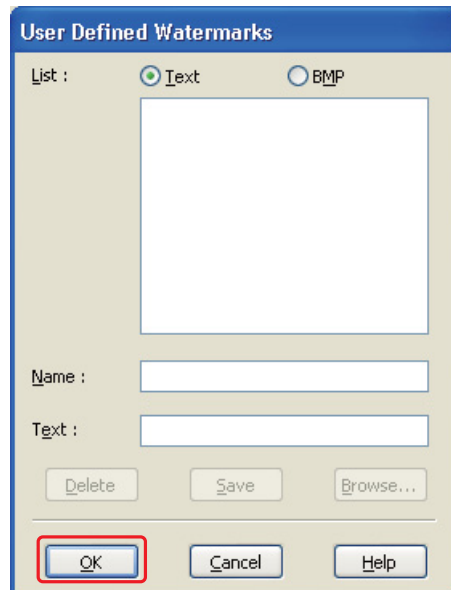 User Defined Watermarks
List : Text BMP
Name :
Text :
Delete Save Browse...
OK Cancel Help